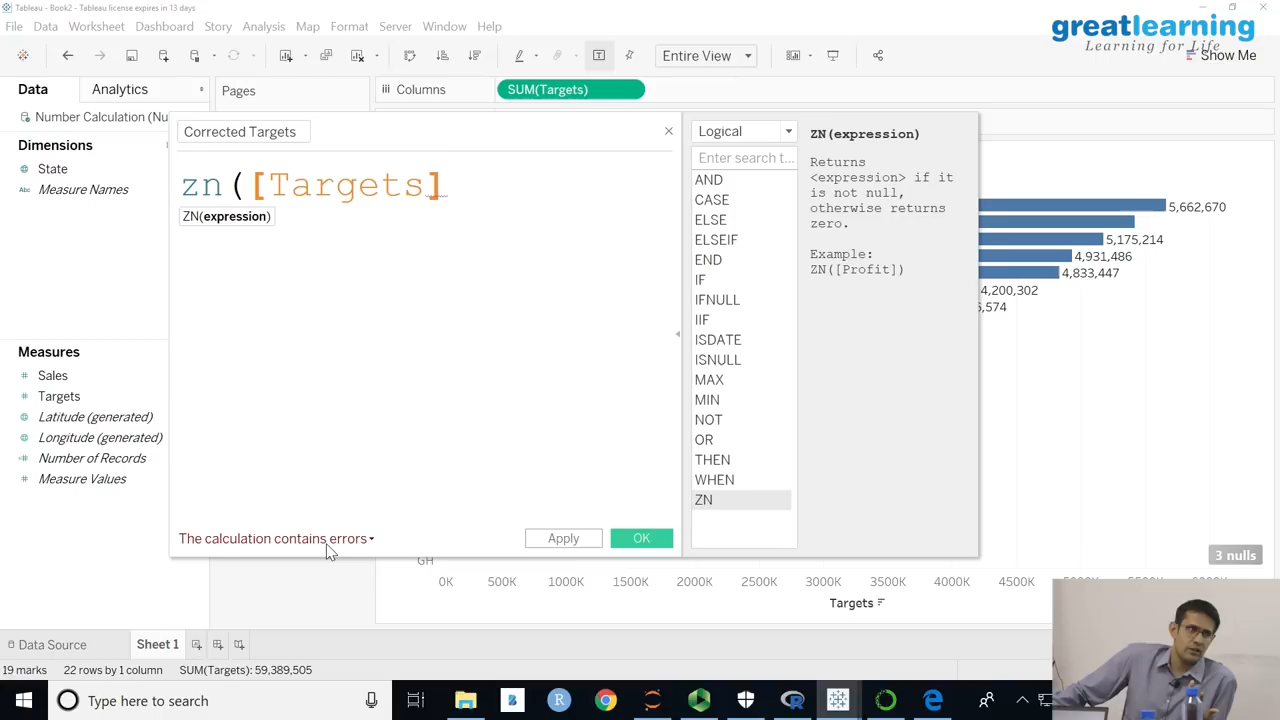 Tableau - Book2 - Tableau license expires in 13 days
File Data Worksheet Dashboard Story Analysis Map Format Server Window Help
greatlearning
Learning for Life
Entire View
Show Me
Data Analytics
Pages
Columns
SUM(Targets)
Number Calculation (Nu
Dimensions
State
Abc Measure Names
Measures
Sales
Targets
Latitude (generated)
Longitude (generated)
Number of Records
Measure Values
Corrected Targets
zn([Targets]
ZN(expression)
The calculation contains errors
Apply
OK
Logical
Enter search t...
AND
CASE
ELSE
ELSEIF
END
IF
IFNULL
IIF
ISDATE
ISNULL
MAX
MIN
NOT
OR
THEN
WHEN
ZN
ZN(expression)
Returns
<expression> if it
is not null,
otherwise returns
zero.
Example:
ZN([Profit])
5,662,670
5,175,214
4,931,486
4,833,447
4,200,302
6,574
3 nulls
GH
0K 500K 1000K 1500K 2000K 2500K 3000K 3500K 4000K 4500K
Targets
Data Source
Sheet 1
19 marks 22 rows by 1 column SUM(Targets): 59,389,505
Type here to search